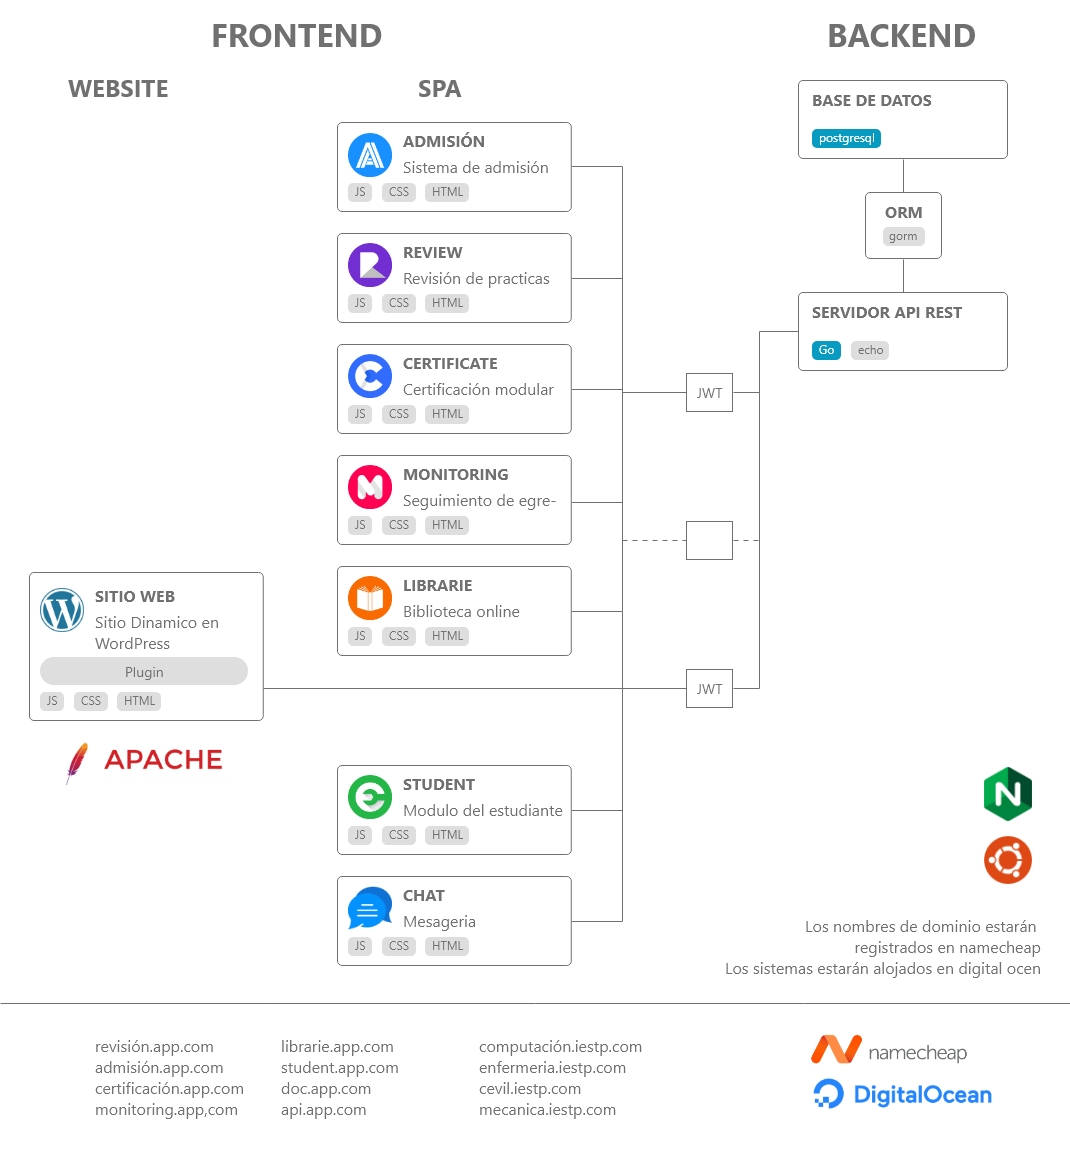 FRONTEND
BACKEND
WEBSITE
SPA
BASE DE DATOS
postgresql
ORM
gorm
SERVIDOR API REST
Go
echo
ADMISIÓN
Sistema de admisión
JS CSS HTML
REVIEW
Revisión de practicas
JS CSS HTML
CERTIFICATE
Certificación modular
JS CSS HTML
JWT
MONITORING
Seguimiento de egre-
JS CSS HTML
LIBRARIE
Biblioteca online
JS CSS HTML
SITIO WEB
Sitio Dinamico en
WordPress
Plugin
JS CSS HTML
JWT
APACHE
STUDENT
Modulo del estudiante
JS CSS HTML
CHAT
Mesageria
JS CSS HTML
Los nombres de dominio estarán
registrados en namecheap
Los sistemas estarán alojados en digital ocen
revisión.app.com
admisión.app.com
certificación.app.com
monitoring.app,com
librarie.app.com
student.app.com
doc.app.com
api.app.com
computación.iestp.com
enfermeria.iestp.com
cevil.iestp.com
mecanica.iestp.com
namecheap
DigitalOcean